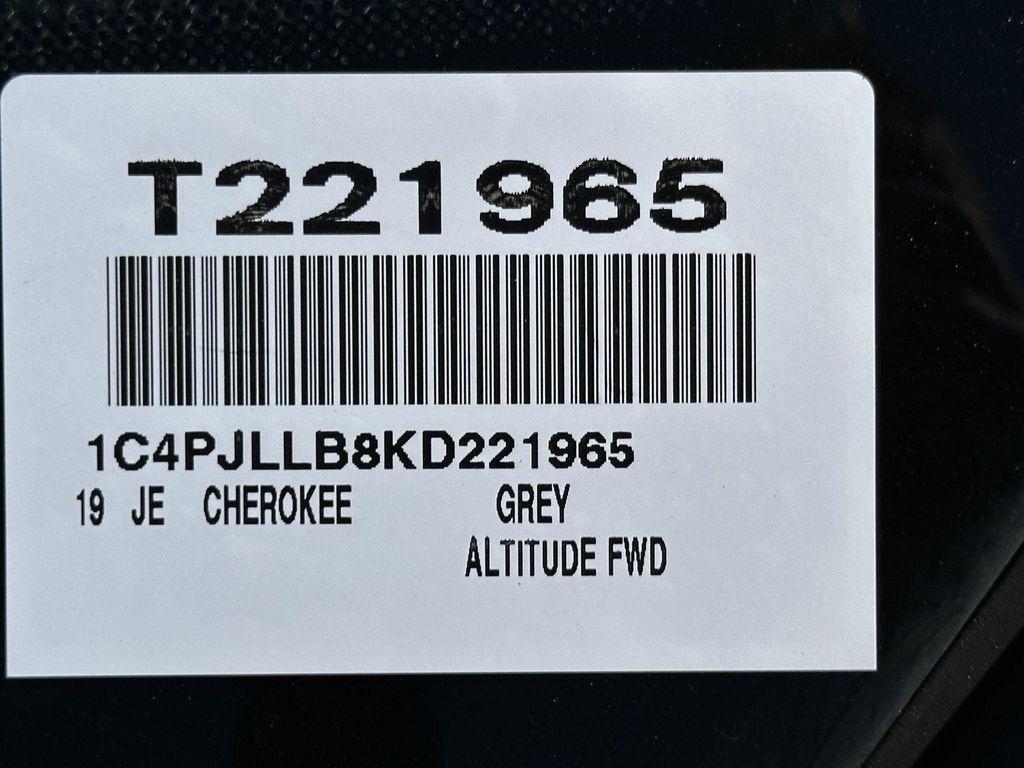 T221965
1C4PJLLB8KD221965
19 JE CHEROKEE GREY
ALTITUDE FWD